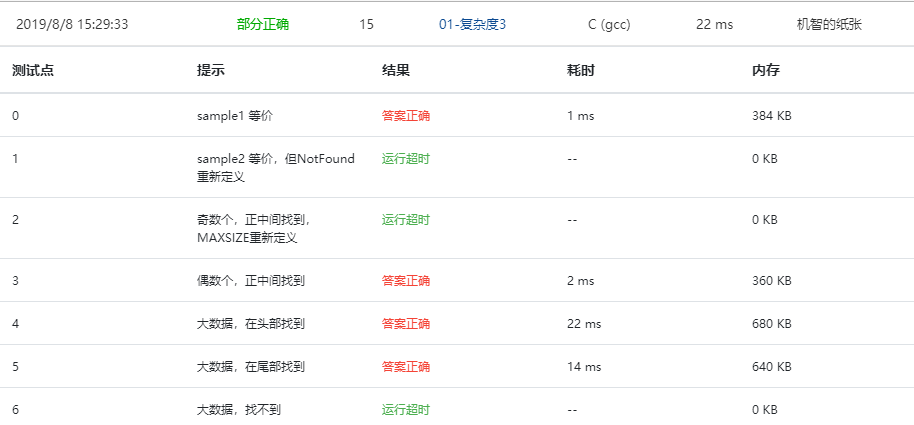 2019/8/8 15:29:33 部分正确 15 01-复杂度3 C (gcc) 22 ms 机智的纸张
测试点 提示 结果 耗时 内存
0 sample1 等价 答案正确 1 ms 384 KB
1 sample2 等价，但NotFound 运行超时 -- 0 KB
重新定义
2 奇数个，正中间找到， 运行超时 -- 0 KB
MAXSIZE重新定义
3 偶数个，正中间找到 答案正确 2 ms 360 KB
4 大数据，在头部找到 答案正确 22 ms 680 KB
5 大数据，在尾部找到 答案正确 14 ms 640 KB
6 大数据，找不到 运行超时 -- 0 KB